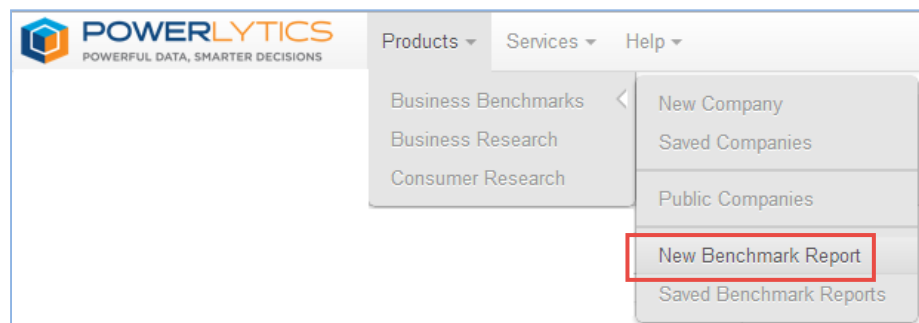 POWERLYTICS
POWERFUL DATA, SMARTER DECISIONS
Products Services Help
Business Benchmarks
Business Research
Consumer Research
New Company
Saved Companies
Public Companies
New Benchmark Report
Saved Benchmark Reports